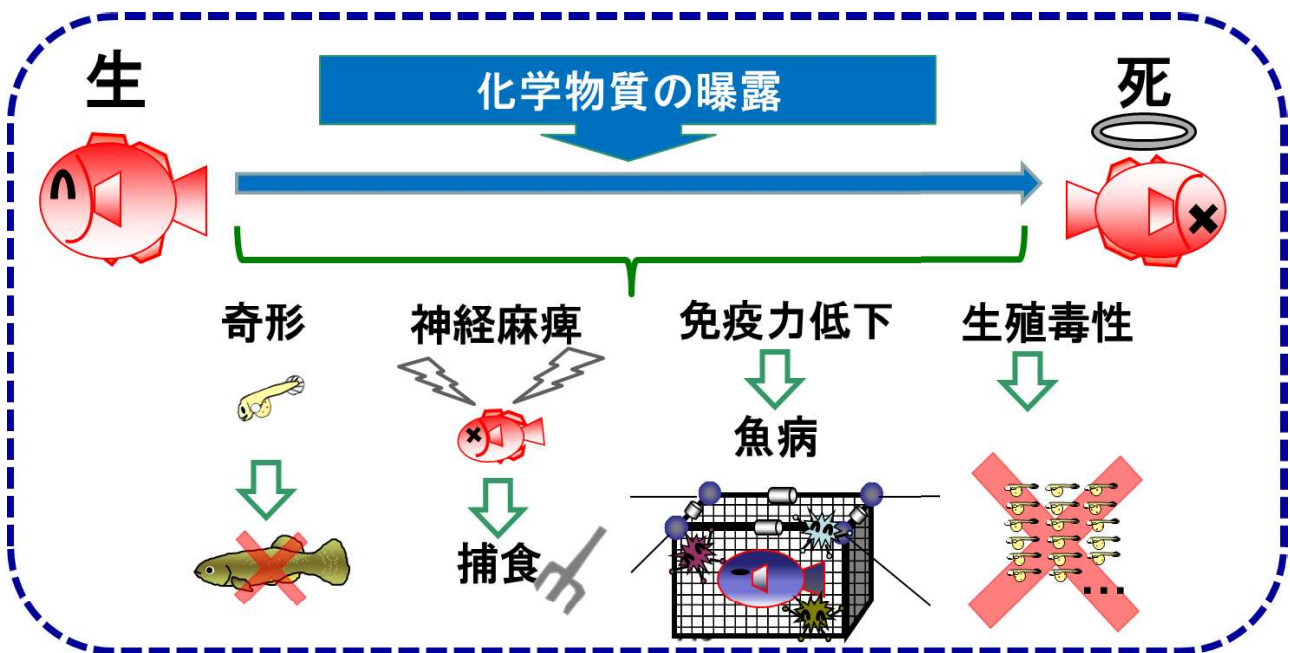 生
化学物質の曝露
死
奇形
神経麻痺
免疫力低下
生殖毒性
魚病
捕食
...